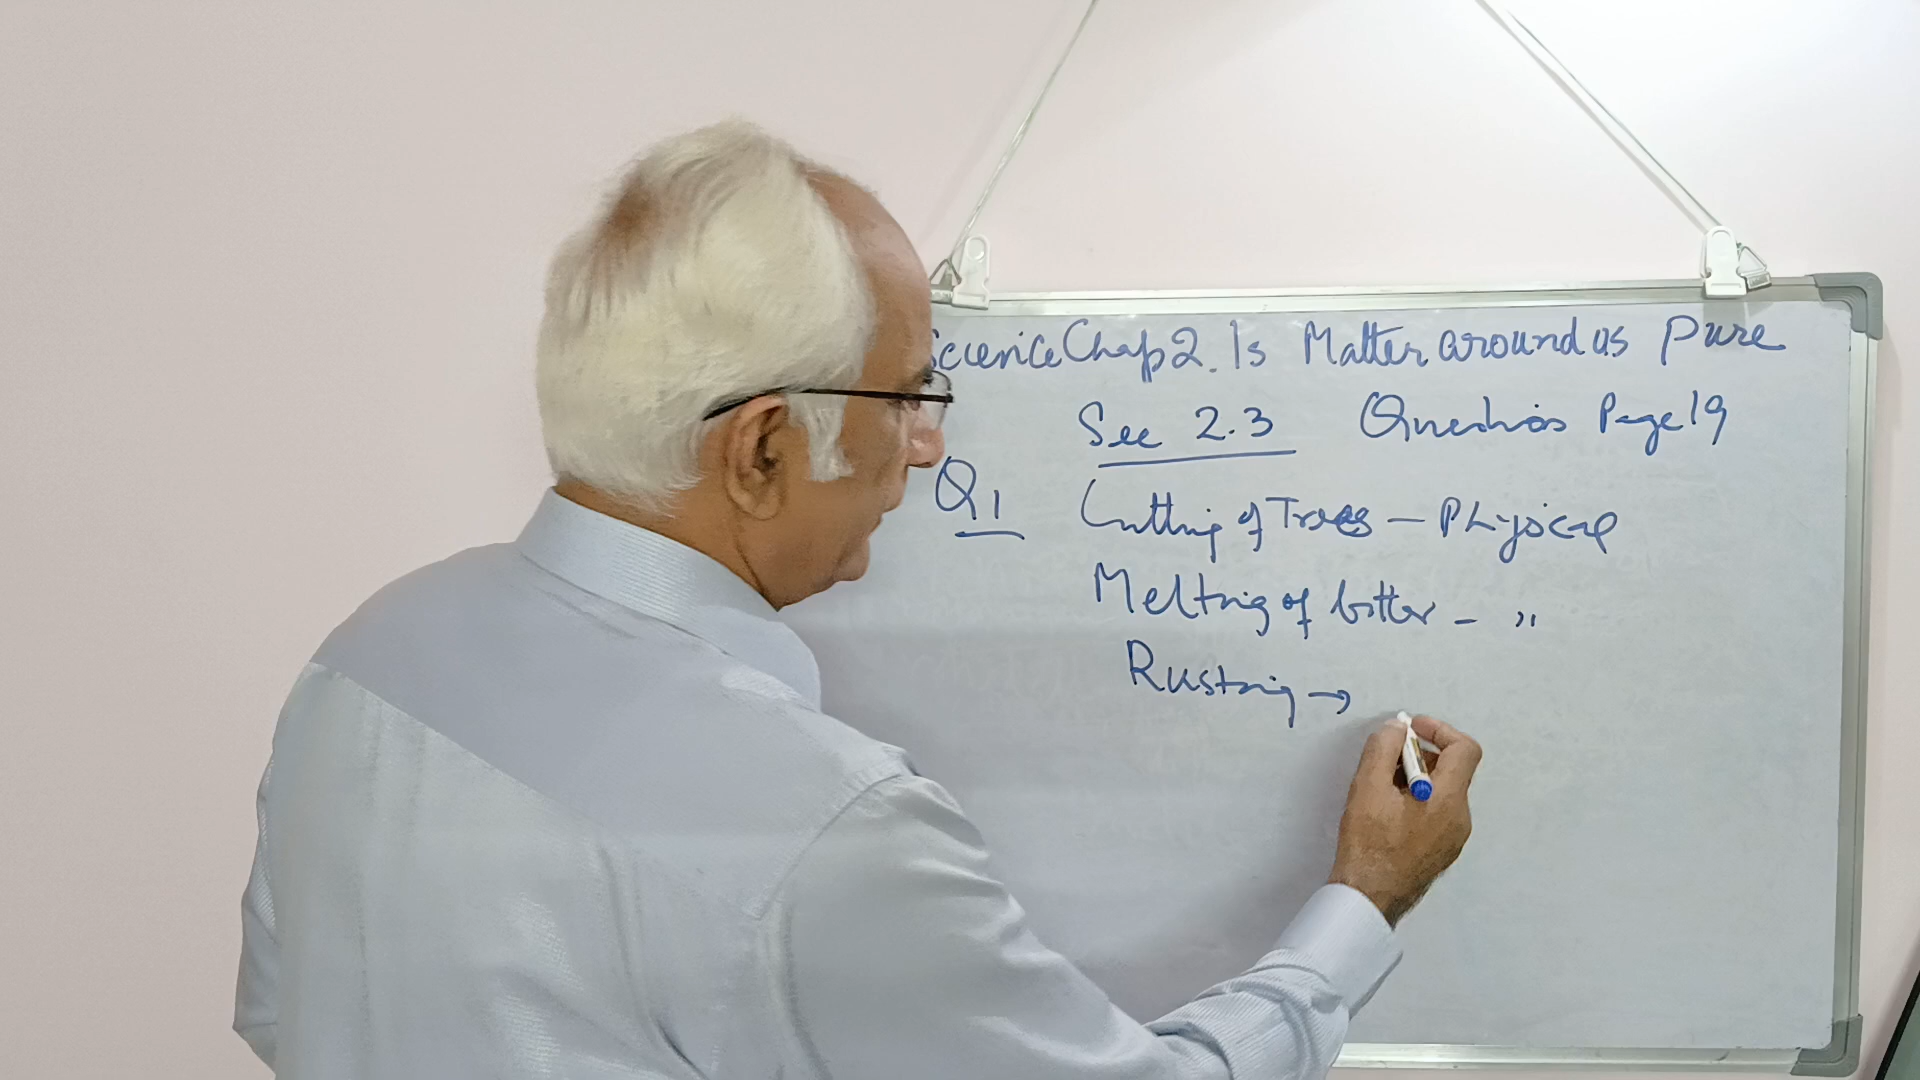 Science Chap 2. Is Matter around us Pure
Sec 2.3 Questions Page 19
Q1 Cutting of Trees - Physical
Melting of butter - "
Rusting →